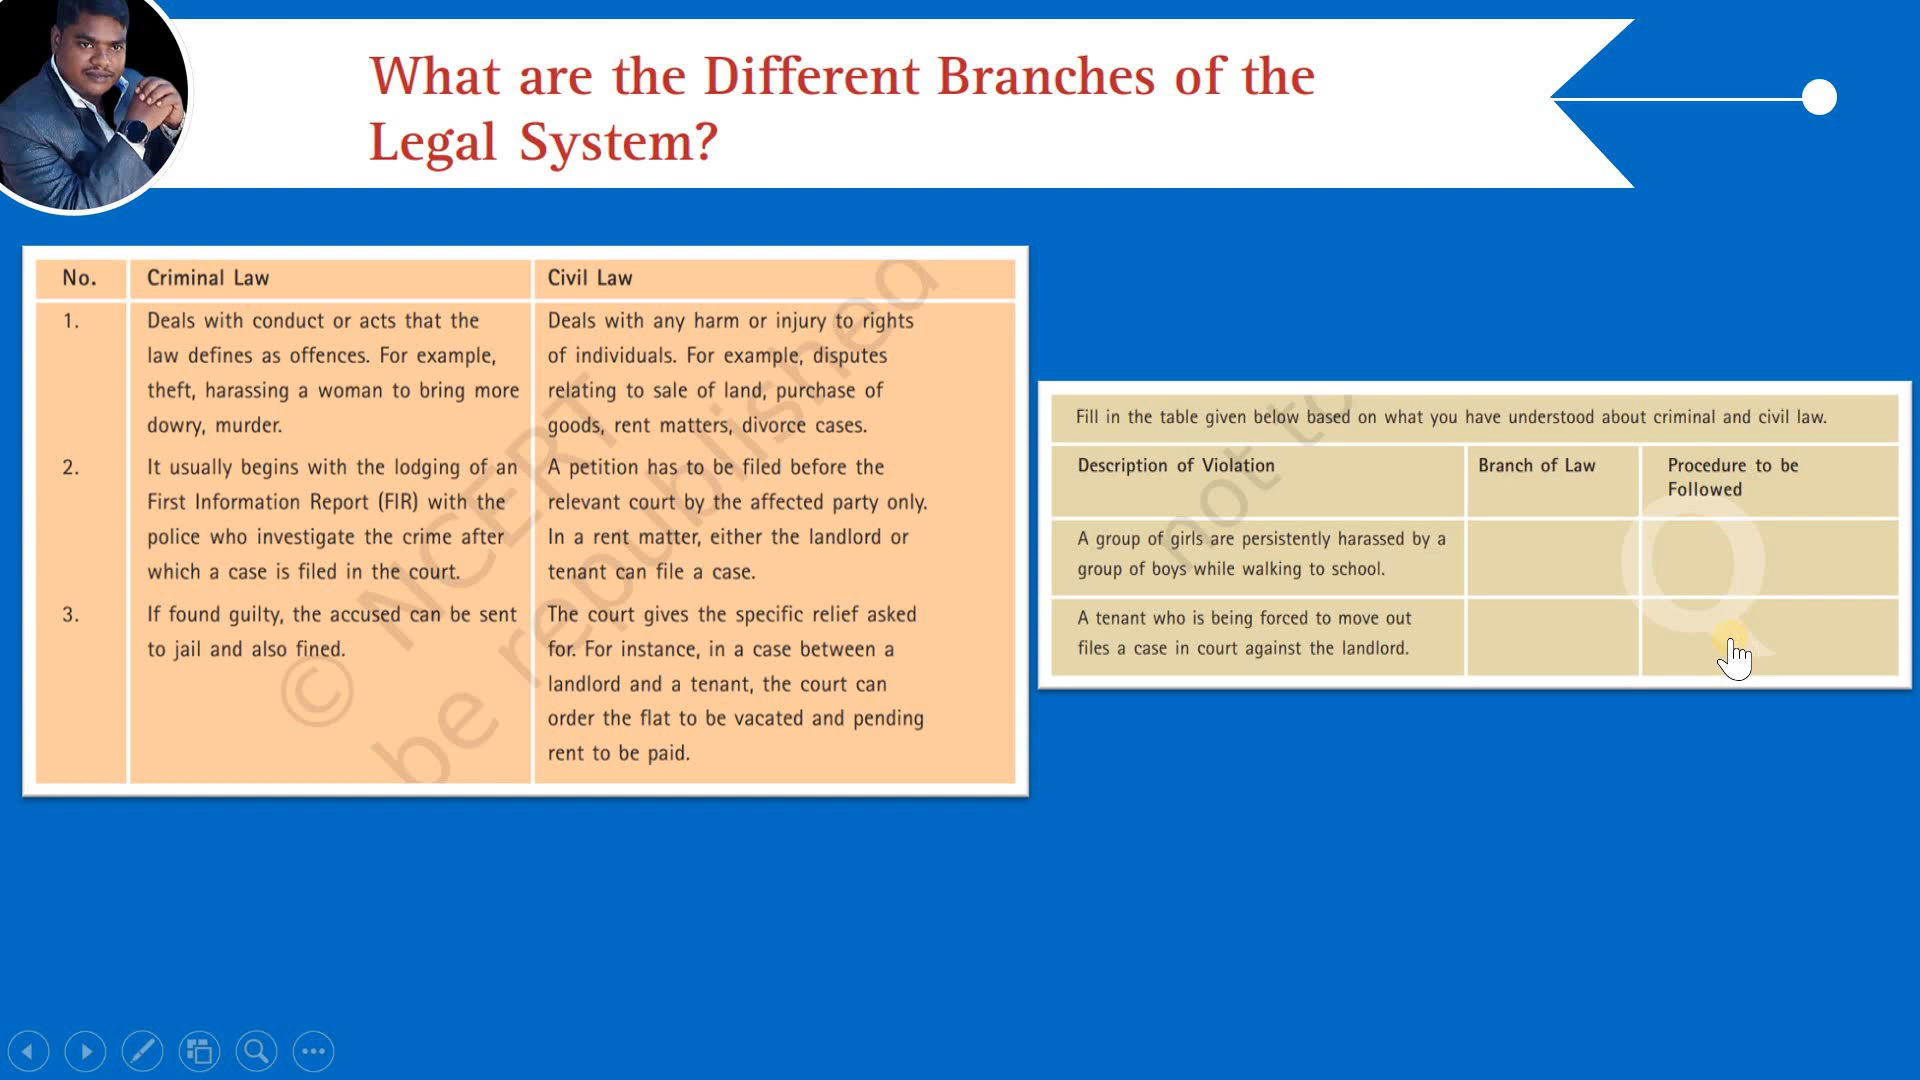 What are the Different Branches of the
Legal System?
No.
Criminal Law
Civil Law
1.
Deals with conduct or acts that the
law defines as offences. For example,
theft, harassing a woman to bring more
dowry, murder.
Deals with any harm or injury to rights
of individuals. For example, disputes
relating to sale of land, purchase of
goods, rent matters, divorce cases.
2.
It usually begins with the lodging of an
First Information Report (FIR) with the
police who investigate the crime after
which a case is filed in the court.
A petition has to be filed before the
relevant court by the affected party only.
In a rent matter, either the landlord or
tenant can file a case.
3.
If found guilty, the accused can be sent
to jail and also fined.
The court gives the specific relief asked
for. For instance, in a case between a
landlord and a tenant, the court can
order the flat to be vacated and pending
rent to be paid.
© NCERT
be republished
Fill in the table given below based on what you have understood about criminal and civil law.
Description of Violation
Branch of Law
Procedure to be
Followed
A group of girls are persistently harassed by a
group of boys while walking to school.
A tenant who is being forced to move out
files a case in court against the landlord.
not to
Q